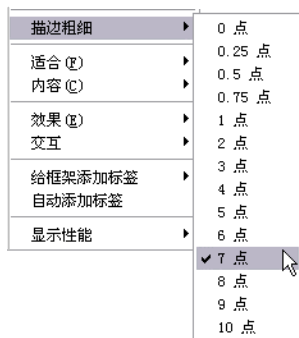 描边粗细
适合(F)
内容(C)
效果(E)
交互
给框架添加标签
自动添加标签
显示性能
0 点
0.25 点
0.5 点
0.75 点
1 点
2 点
3 点
4 点
5 点
6 点
7 点
8 点
9 点
10 点